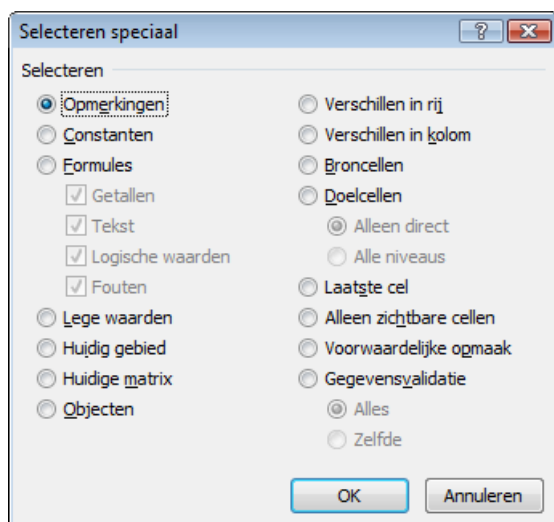 Selecteren speciaal
Selecteren
Opmerkingen
Constanten
Formules
Getallen
Tekst
Logische waarden
Fouten
Lege waarden
Huidig gebied
Huidige matrix
Objecten
Verschillen in rij
Verschillen in kolom
Broncellen
Doelcellen
Alleen direct
Alle niveaus
Laatste cel
Alleen zichtbare cellen
Voorwaardelijke opmaak
Gegevensvalidatie
Alles
Zelfde
OK
Annuleren